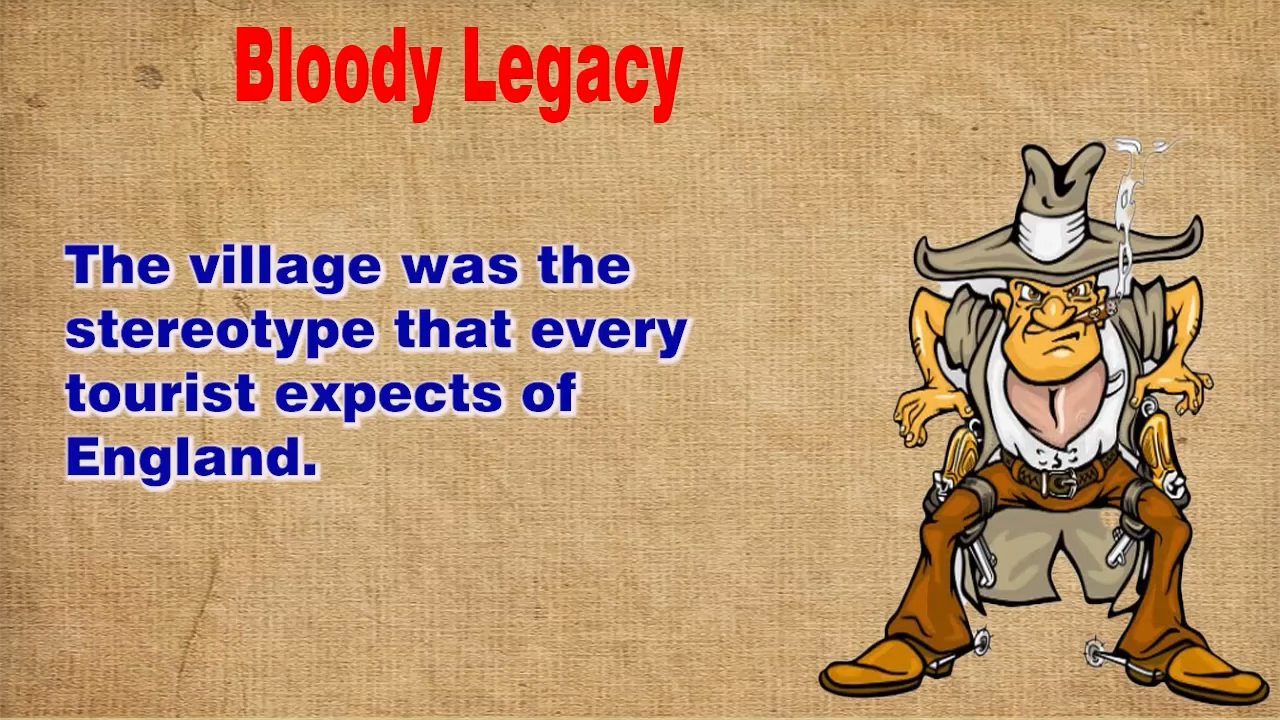 Bloody Legacy
The village was the
stereotype that every
tourist expects of
England.